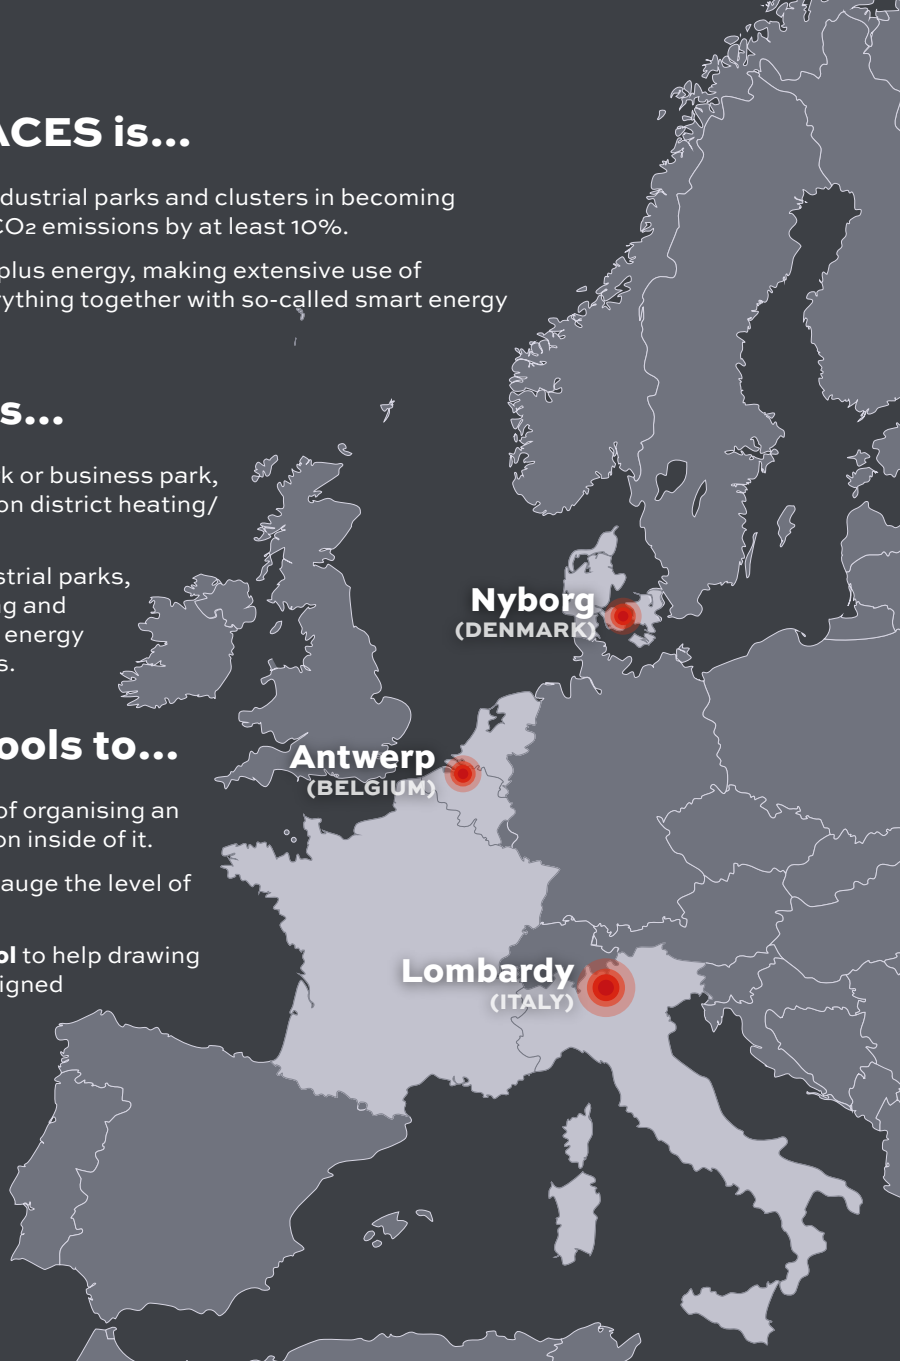 ACES is...
dustrial parks and clusters in becoming
CO2 emissions by at least 10%.
plus energy, making extensive use of
rything together with so-called smart energy
s...
k or business park,
on district heating/
strial parks,
ng and
energy
s.
ools to...
of organising an
on inside of it.
auge the level of
ol to help drawing
igned
Nyborg
(DENMARK)
Antwerp
(BELGIUM)
Lombardy
(ITALY)